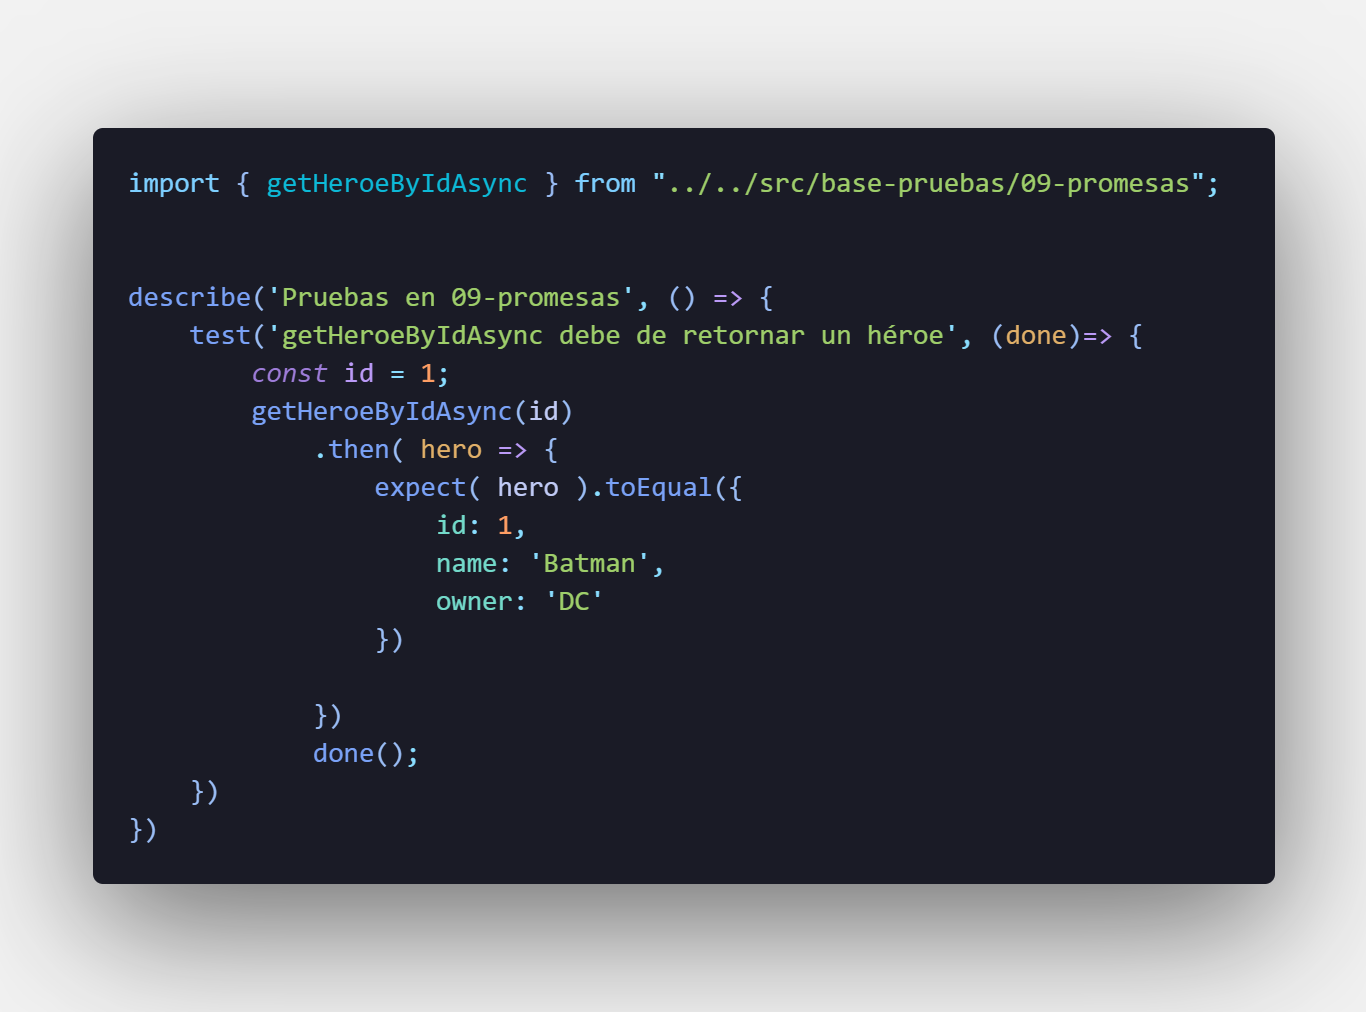 import { getHeroeByIdAsync } from "../../src/base-pruebas/09-promesas";
describe('Pruebas en 09-promesas', () => {
    test('getHeroeByIdAsync debe de retornar un héroe', (done)=> {
        const id = 1;
        getHeroeByIdAsync(id)
            .then( hero => {
                expect( hero ).toEqual({
                    id: 1,
                    name: 'Batman',
                    owner: 'DC'
                })
            })
            done();
    })
})